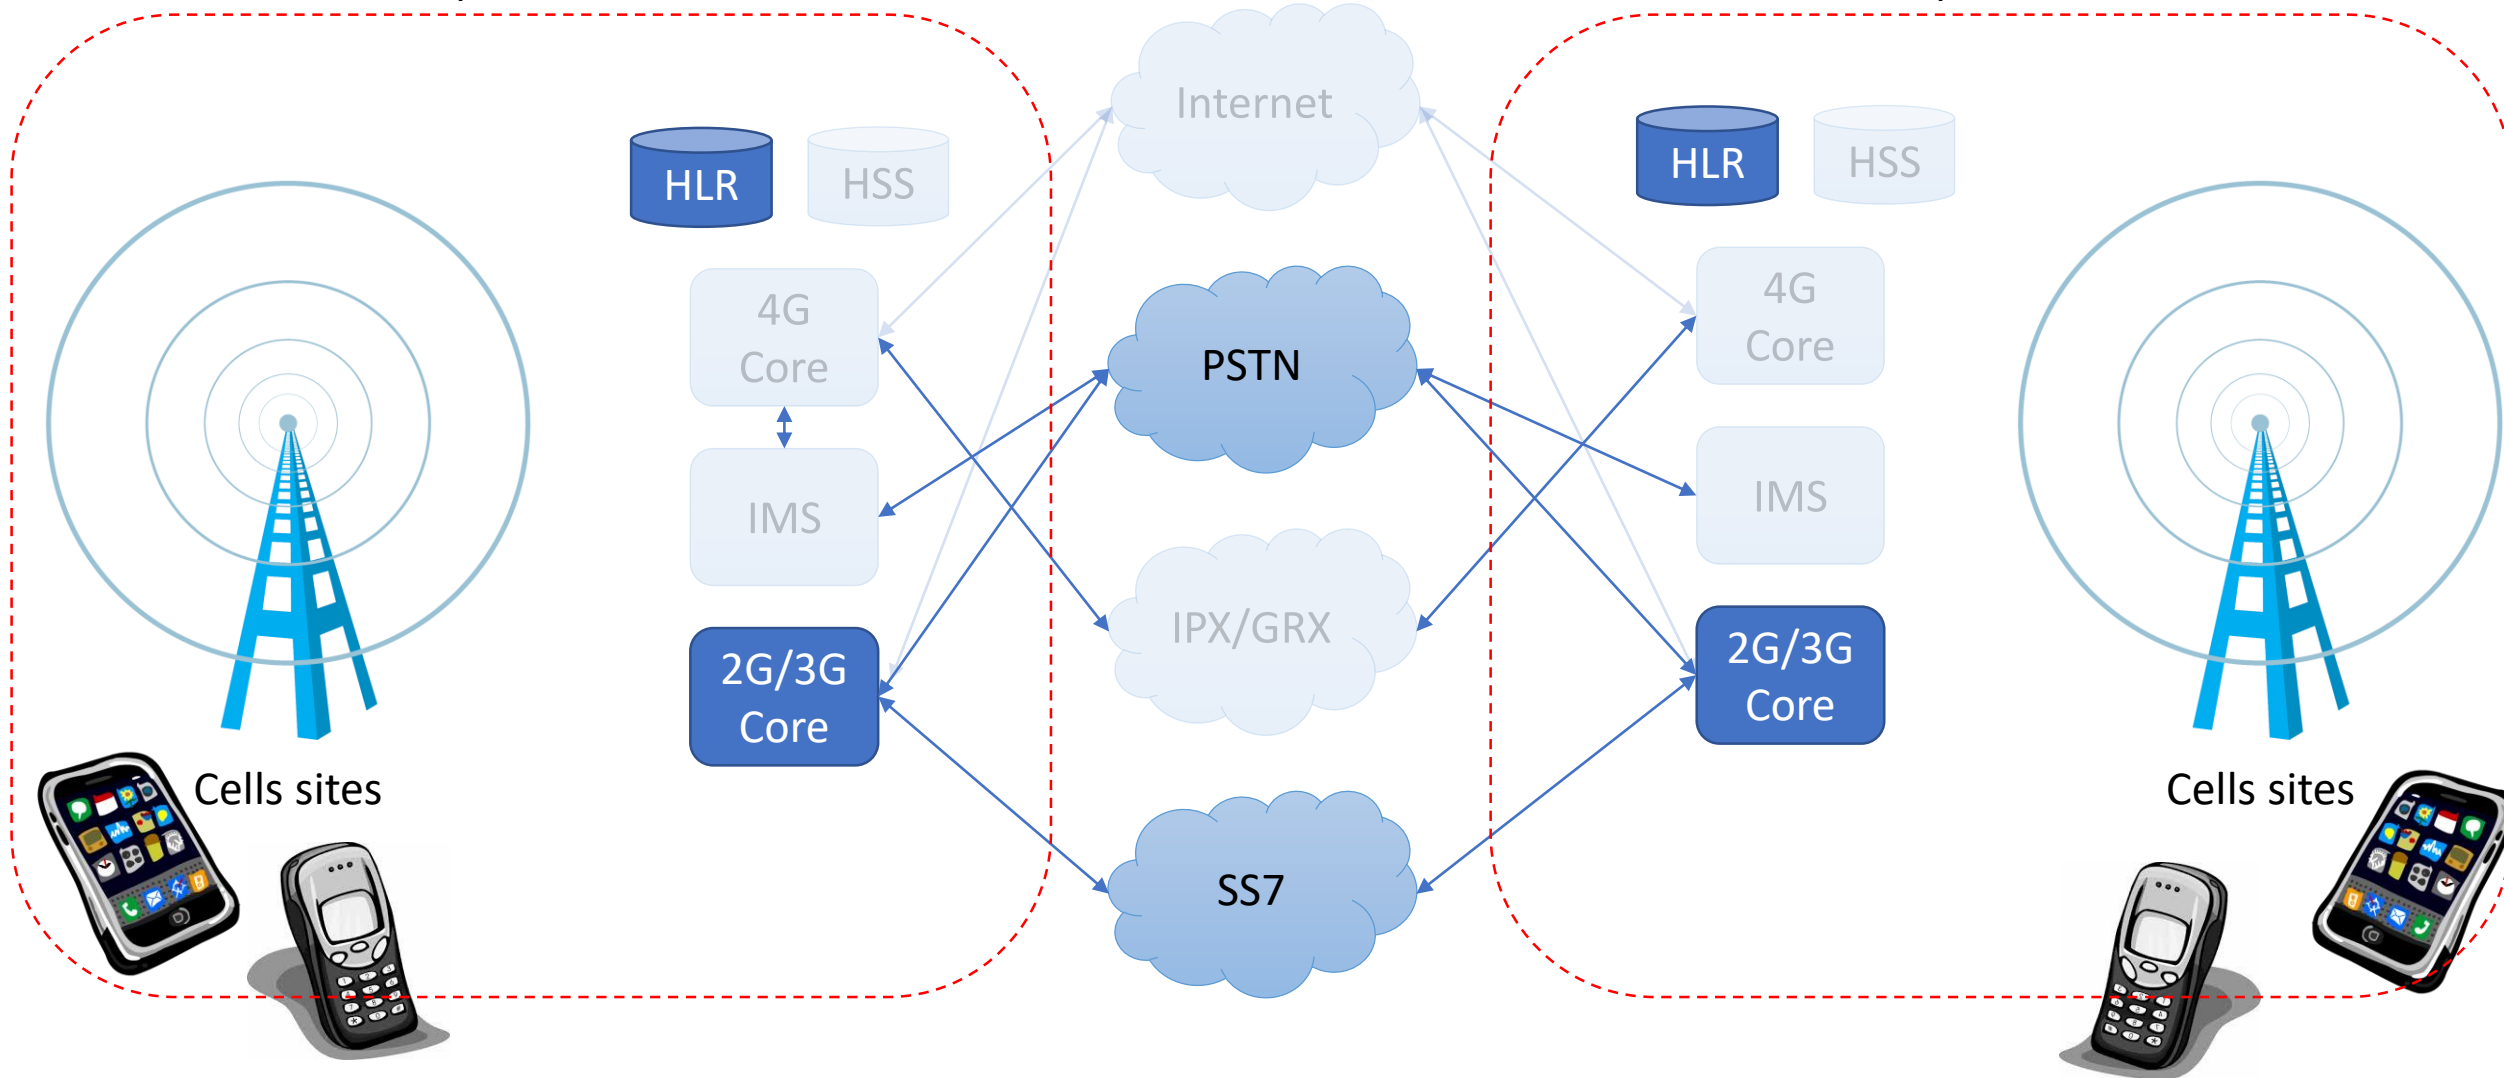 Internet
HLR
HSS
HLR
HSS
4G
Core
4G
Core
PSTN
IMS
IMS
IPX/GRX
2G/3G
Core
2G/3G
Core
Cells sites
Cells sites
SS7